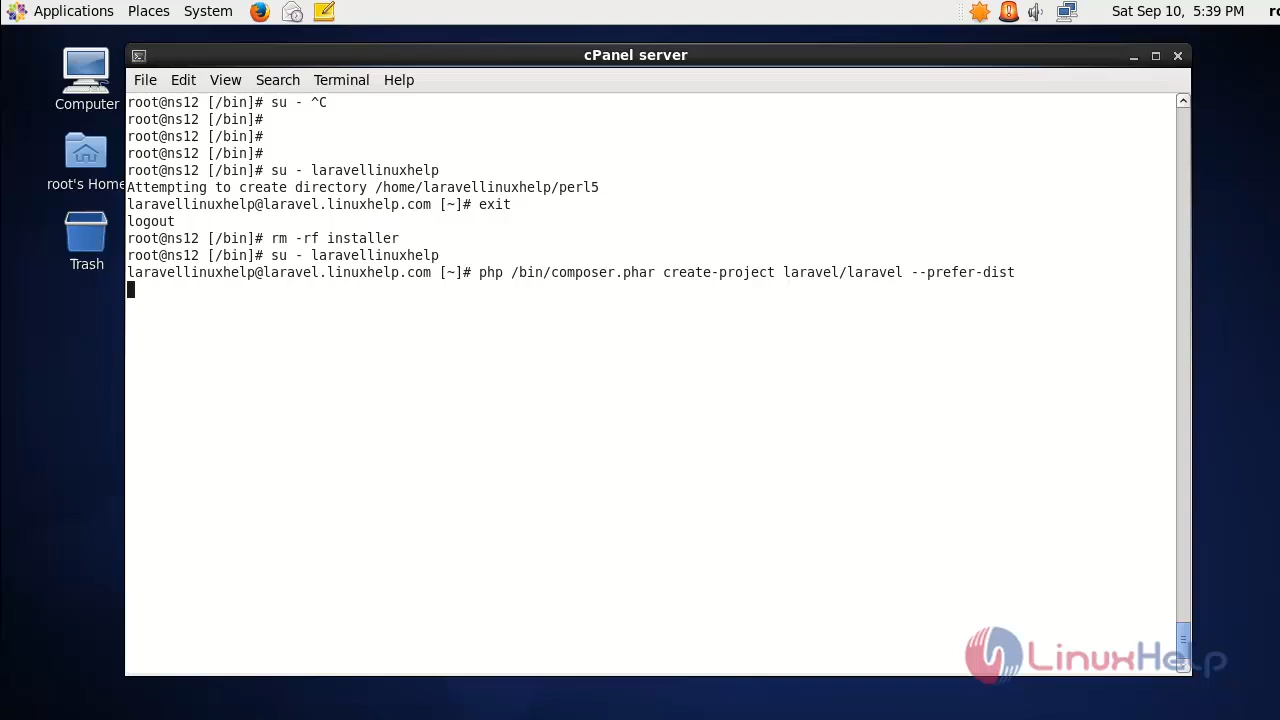 Applications Places System Sat Sep 10, 5:39 PM ro
cPanel server
File Edit View Search Terminal Help
Computer
root's Home
Trash
root@ns12 [/bin]# su - ^C
root@ns12 [/bin]#
root@ns12 [/bin]#
root@ns12 [/bin]#
root@ns12 [/bin]# su - laravellinuxhelp
Attempting to create directory /home/laravellinuxhelp/perl5
laravellinuxhelp@laravel.linuxhelp.com [~]# exit
logout
root@ns12 [/bin]# rm -rf installer
root@ns12 [/bin]# su - laravellinuxhelp
laravellinuxhelp@laravel.linuxhelp.com [~]# php /bin/composer.phar create-project laravel/laravel --prefer-dist
LinuxHelp